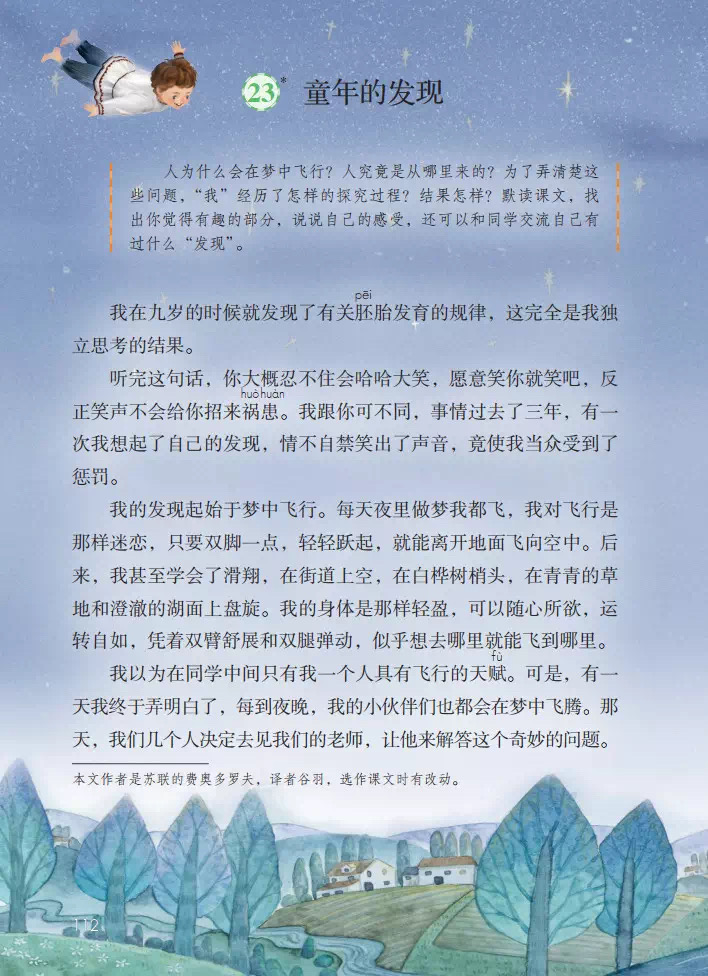 23* 童年的发现
人为什么会在梦中飞行？人究竟是从哪里来的？为了弄清楚这
些问题，“我”经历了怎样的探究过程？结果怎样？默读课文，找
出你觉得有趣的部分，说说自己的感受，还可以和同学交流自己有
过什么“发现”。
pēi
我在九岁的时候就发现了有关胚胎发育的规律，这完全是我独
立思考的结果。
听完这句话，你大概忍不住会哈哈大笑，愿意笑你就笑吧，反
huò huàn
正笑声不会给你招来祸患。我跟你可不同，事情过去了三年，有一
次我想起了自己的发现，情不自禁笑出了声音，竟使我当众受到了
惩罚。
我的发现起始于梦中飞行。每天夜里做梦我都飞，我对飞行是
那样迷恋，只要双脚一点，轻轻跃起，就能离开地面飞向空中。后
来，我甚至学会了滑翔，在街道上空，在白桦树梢头，在青青的草
地和澄澈的湖面上盘旋。我的身体是那样轻盈，可以随心所欲，运
转自如，凭着双臂舒展和双腿弹动，似乎想去哪里就能飞到哪里。
fù
我以为在同学中间只有我一个人具有飞行的天赋。可是，有一
天我终于弄明白了，每到夜晚，我的小伙伴们也都会在梦中飞腾。那
天，我们几个人决定去见我们的老师，让他来解答这个奇妙的问题。
本文作者是苏联的费奥多罗夫，译者谷羽，选作课文时有改动。
112